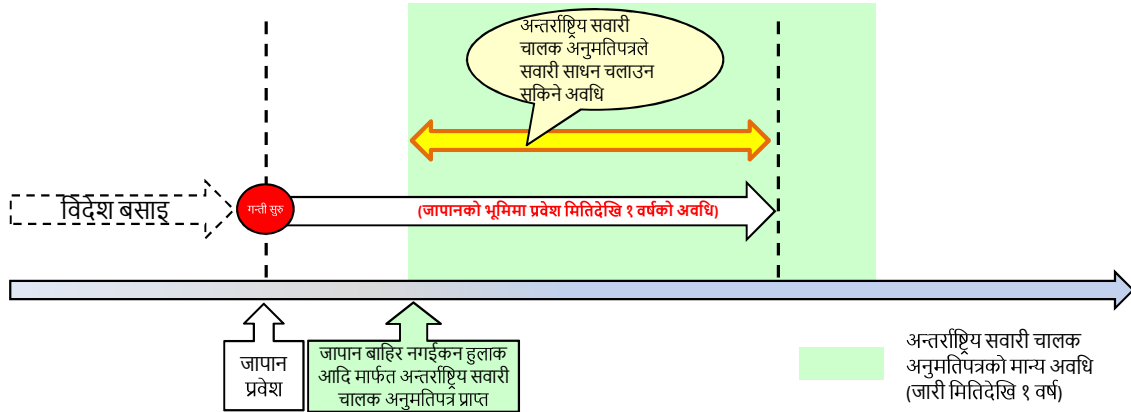 अन्तर्राष्ट्रिय सवारी
चालक अनुमतिपत्रले
सवारी साधन चलाउन
सकिने अवधि
विदेश बसाइ
गन्ती सुरु
(जापानको भूमिमा प्रवेश मितिदेखि १ वर्षको अवधि)
जापान
प्रवेश
जापान बाहिर नगईकन हुलाक
आदि मार्फत अन्तर्राष्ट्रिय सवारी
चालक अनुमतिपत्र प्राप्त
अन्तर्राष्ट्रिय सवारी चालक
अनुमतिपत्रको मान्य अवधि
(जारी मितिदेखि १ वर्ष)